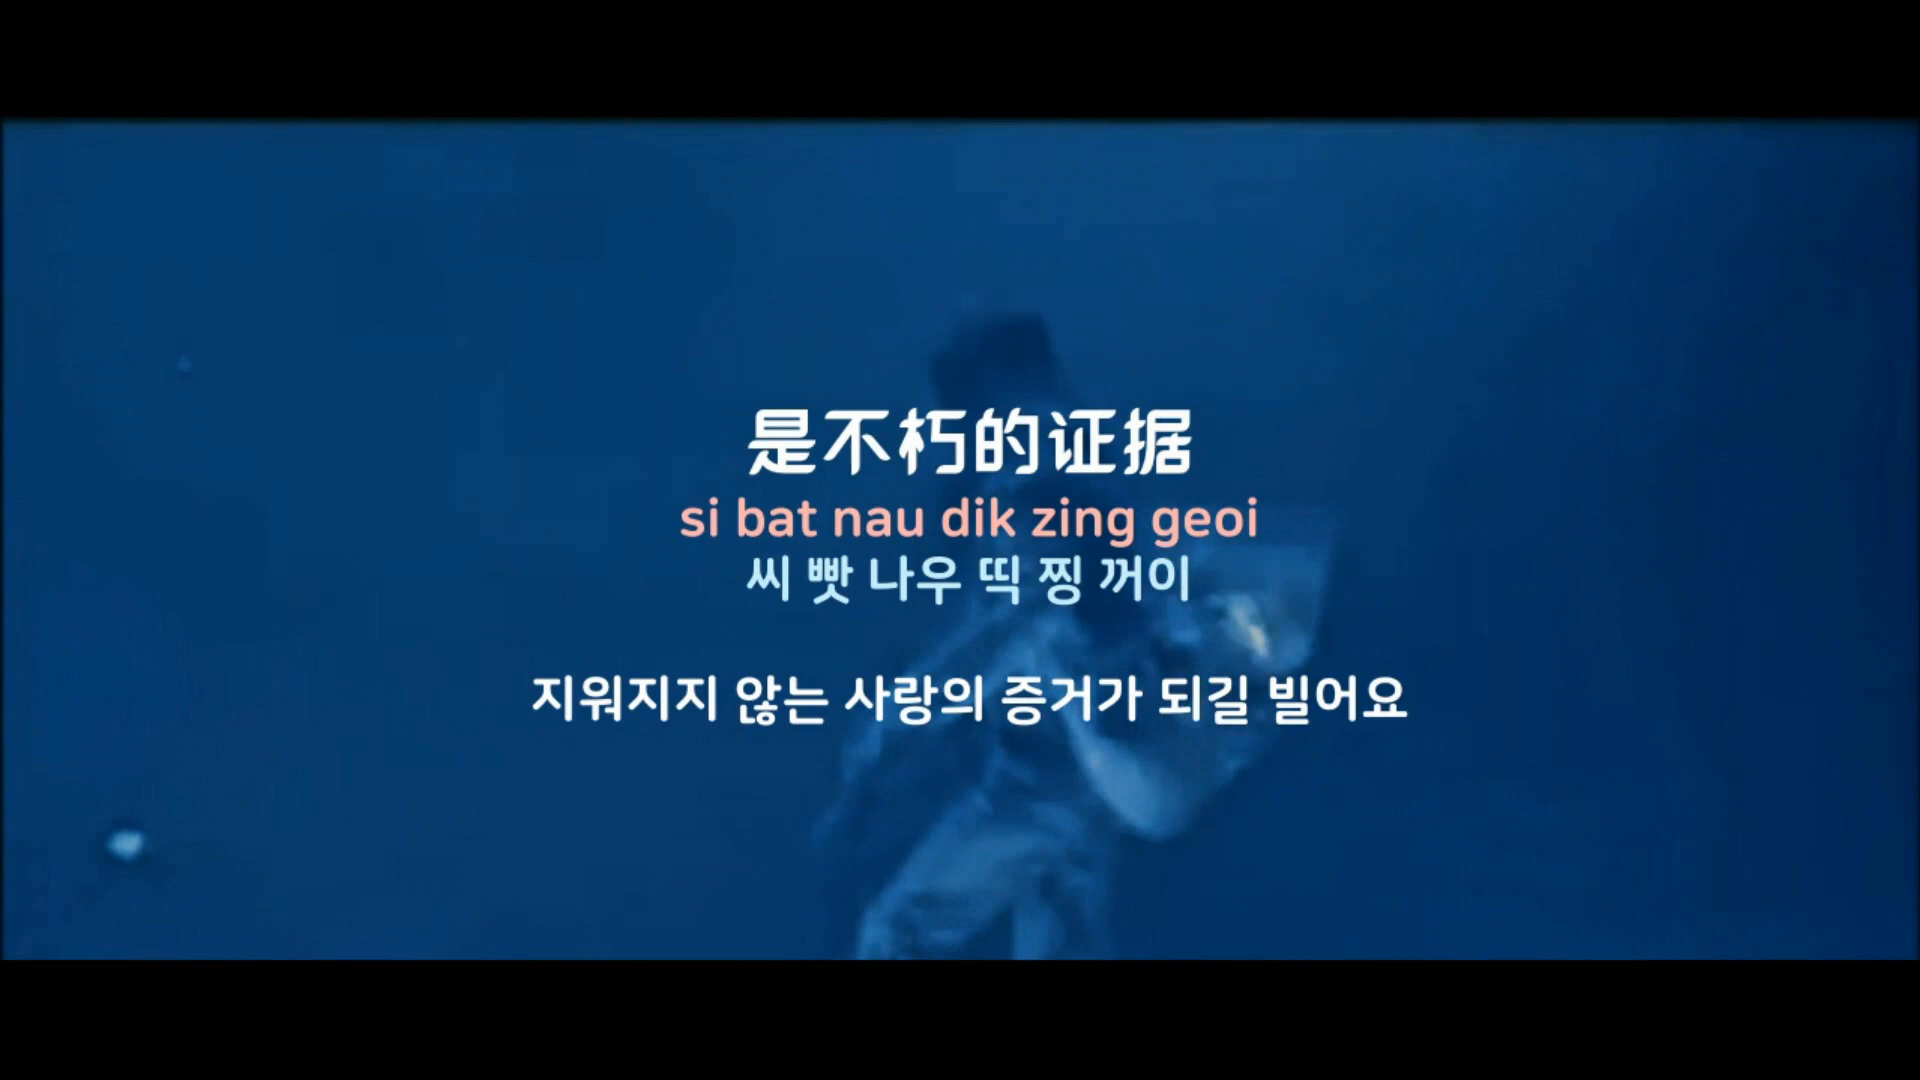 是不朽的证据
si bat nau dik zing geoi
씨 빳 나우 띡 찡 꺼이
지워지지 않는 사랑의 증거가 되길 빌어요